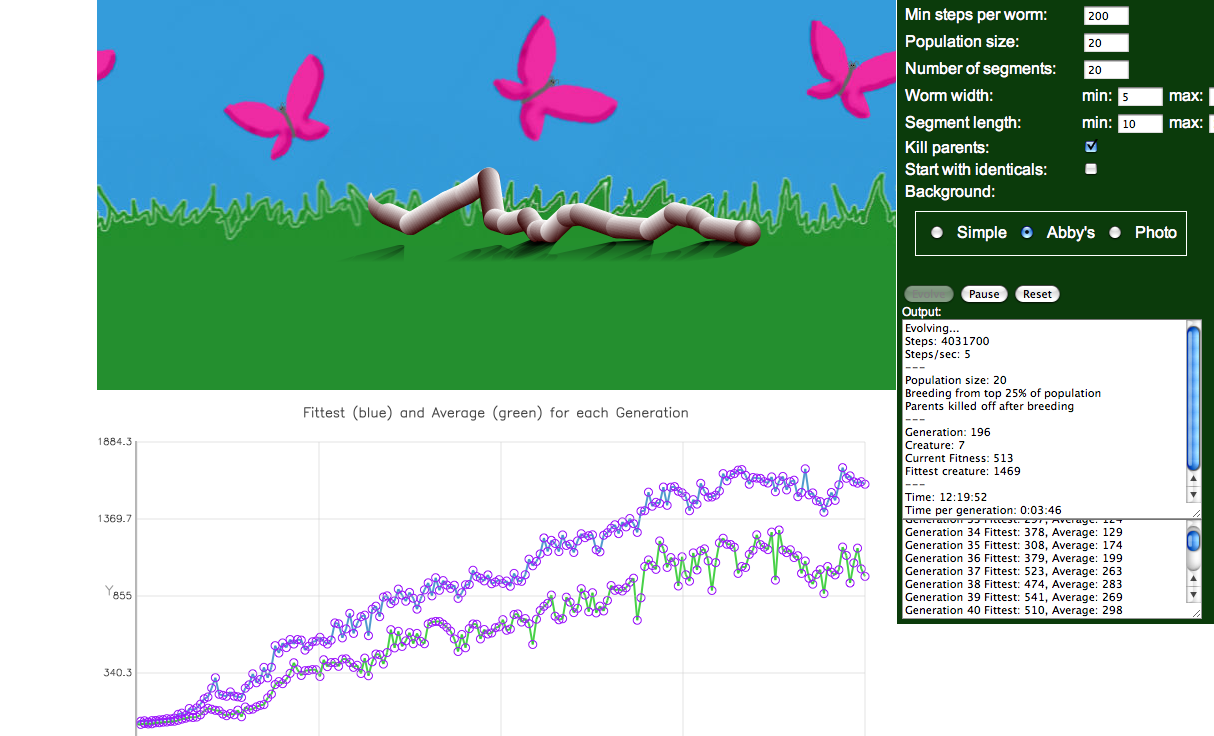 Min steps per worm: 200
Population size: 20
Number of segments: 20
Worm width: min: 5 max:
Segment length: min: 10 max:
Kill parents:
Start with identicals:
Background:
Simple Abby's Photo
Evolve Pause Reset
Output:
Evolving...
Steps: 4031700
Steps/sec: 5
---
Population size: 20
Breeding from top 25% of population
Parents killed off after breeding
---
Generation: 196
Creature: 7
Current Fitness: 513
Fittest creature: 1469
---
Time: 12:19:52
Time per generation: 0:03:46
Generation 33 Fittest: 297, Average: 124
Generation 34 Fittest: 378, Average: 129
Generation 35 Fittest: 308, Average: 174
Generation 36 Fittest: 379, Average: 199
Generation 37 Fittest: 523, Average: 263
Generation 38 Fittest: 474, Average: 283
Generation 39 Fittest: 541, Average: 269
Generation 40 Fittest: 510, Average: 298
Fittest (blue) and Average (green) for each Generation
1884.3
1369.7
Y 855
340.3